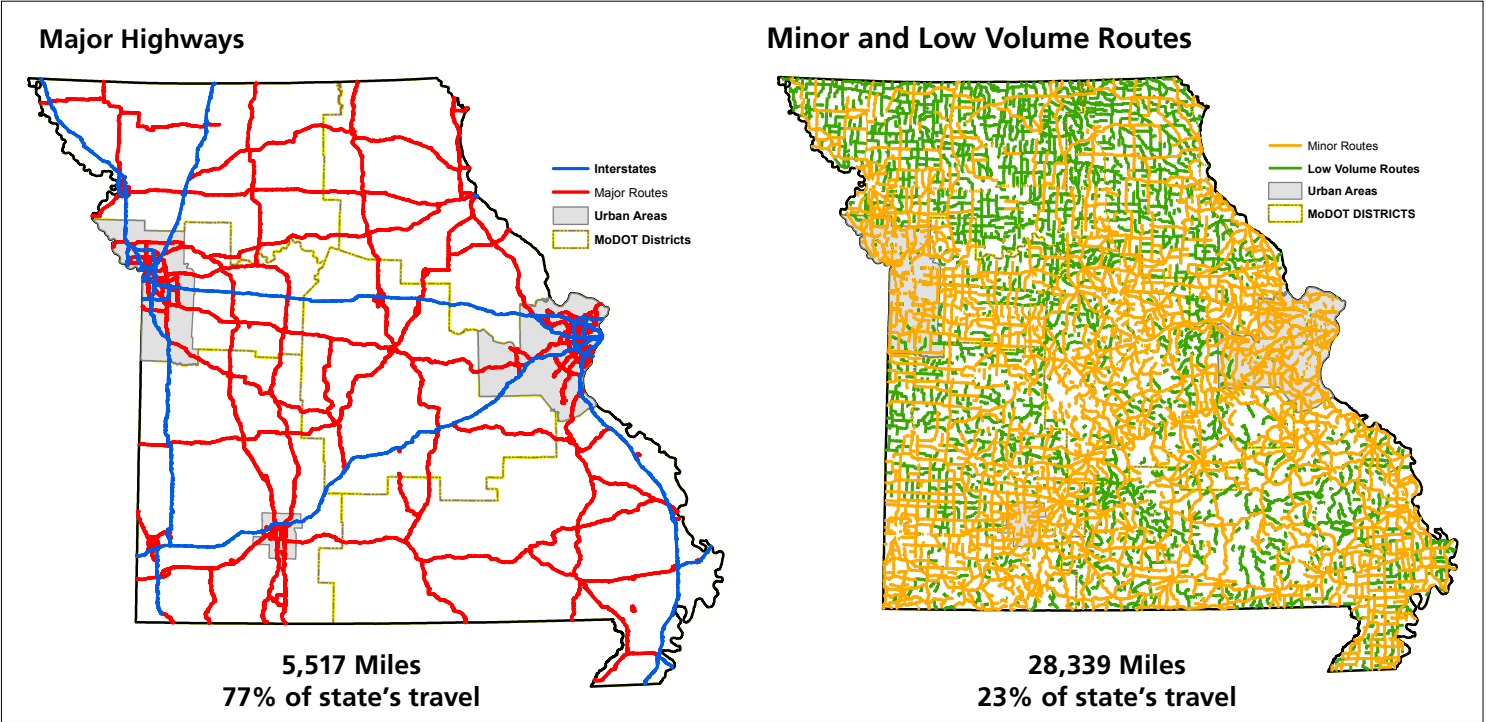 Major Highways
Interstates
Major Routes
Urban Areas
MoDOT Districts
5,517 Miles
77% of state's travel
Minor and Low Volume Routes
Minor Routes
Low Volume Routes
Urban Areas
MoDOT DISTRICTS
28,339 Miles
23% of state's travel